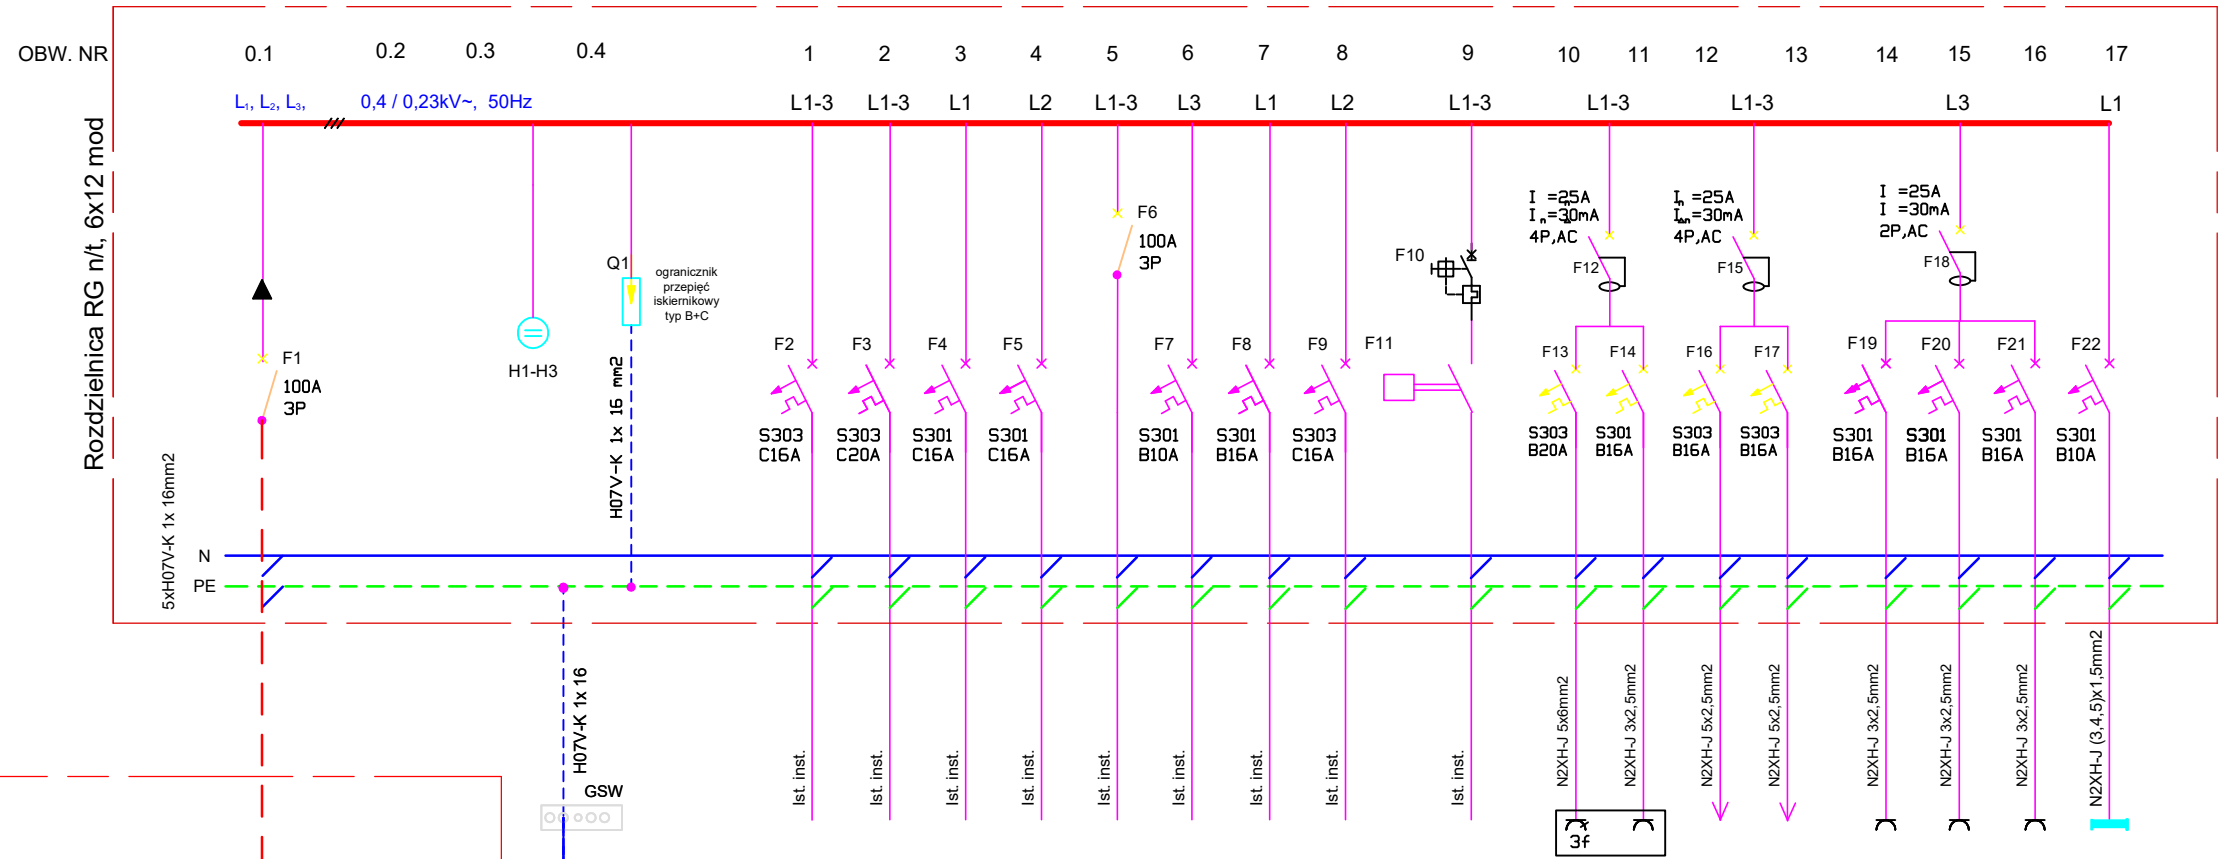 OBW. NR 0.1 0.2 0.3 0.4 1 2 3 4 5 6 7 8 9 10 11 12 13 14 15 16 17
L1, L2, L3, 0,4 / 0,23kV~, 50Hz L1-3 L1-3 L1 L2 L1-3 L3 L1 L2 L1-3 L1-3 L1-3 L3 L1
Rozdzielnica RG n/t, 6x12 mod
F1
100A
3P
5xH07V-K 1x 16mm2
H1-H3
Q1
ogranicznik
przepięć
iskiernikowy
typ B+C
H07V-K 1x 16 mm2
N
PE
H07V-K 1x 16
GSW
F2
S303
C16A
Ist. inst.
F3
S303
C20A
Ist. inst.
F4
S301
C16A
Ist. inst.
F5
S301
C16A
Ist. inst.
F6
100A
3P
Ist. inst.
F7
S301
B10A
Ist. inst.
F8
S301
B16A
Ist. inst.
F9
S303
C16A
Ist. inst.
F10
F11
Ist. inst.
I =25A
In=30mA
4P,AC
F12
F13
S303
B20A
N2XH-J 5x6mm2
3f
F14
S301
B16A
N2XH-J 3x2,5mm2
In =25A
I =30mA
4P,AC
F15
F16
S303
B16A
N2XH-J 5x2,5mm2
F17
S303
B16A
N2XH-J 5x2,5mm2
I =25A
I =30mA
2P,AC
F18
F19
S301
B16A
N2XH-J 3x2,5mm2
F20
S301
B16A
N2XH-J 3x2,5mm2
F21
S301
B16A
N2XH-J 3x2,5mm2
F22
S301
B10A
N2XH-J (3,4,5)x1,5mm2